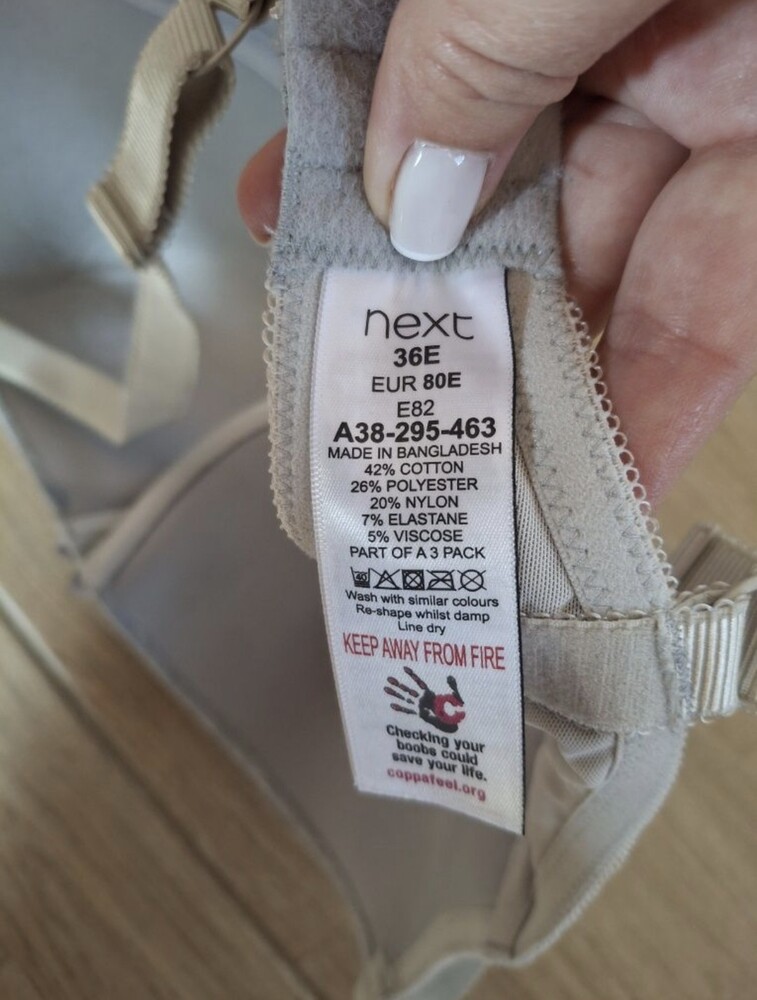 next
36E
EUR 80E
E82
A38-295-463
MADE IN BANGLADESH
42% COTTON
26% POLYESTER
20% NYLON
7% ELASTANE
5% VISCOSE
PART OF A 3 PACK
40
Wash with similar colours
Re-shape whilst damp
Line dry
KEEP AWAY FROM FIRE
C
Checking your
boobs could
save your life.
coppafeel.org